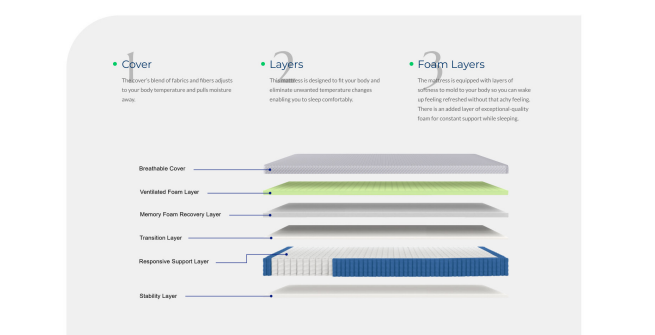 1
Cover
The cover's blend of fabrics and fibers adjusts
to your body temperature and pulls moisture
away.
2
Layers
This mattress is designed to fit your body and
eliminate unwanted temperature changes
enabling you to sleep comfortably.
3
Foam Layers
The mattress is equipped with layers of
softness to mold to your body so you can wake
up feeling refreshed without that achy feeling.
There is an added layer of exceptional-quality
foam for constant support while sleeping.
Breathable Cover
Ventilated Foam Layer
Memory Foam Recovery Layer
Transition Layer
Responsive Support Layer
Stability Layer